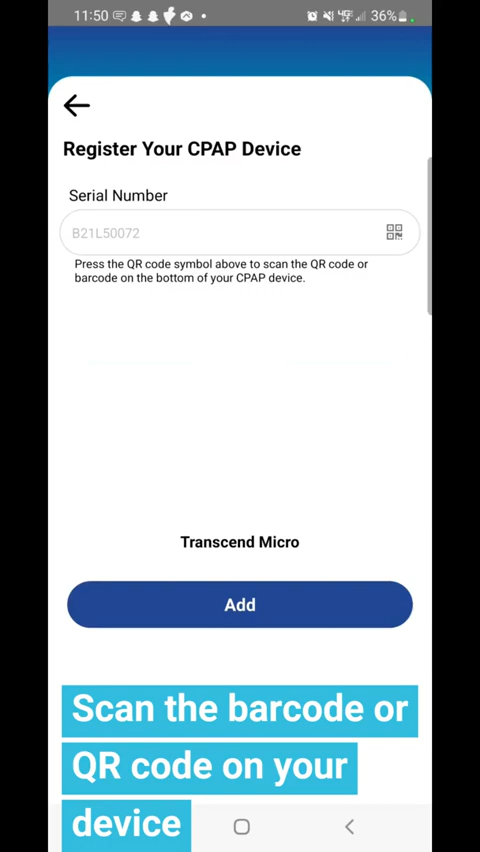 11:50
36%
Register Your CPAP Device
Serial Number
B21L50072
Press the QR code symbol above to scan the QR code or
barcode on the bottom of your CPAP device.
Transcend Micro
Add
Scan the barcode or
QR code on your
device